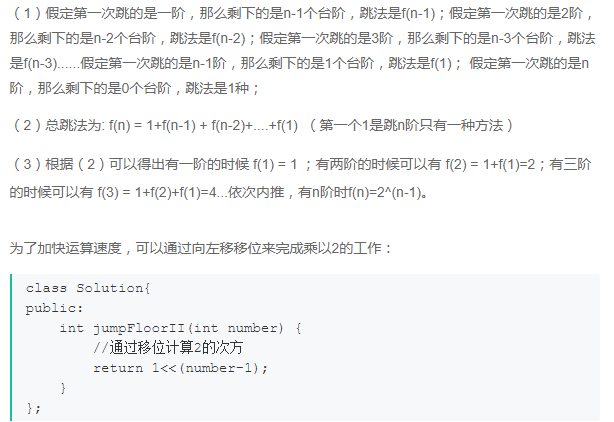 （1）假定第一次跳的是一阶，那么剩下的是n-1个台阶，跳法是f(n-1)；假定第一次跳的是2阶，
那么剩下的是n-2个台阶，跳法是f(n-2)；假定第一次跳的是3阶，那么剩下的是n-3个台阶，跳法
是f(n-3)......假定第一次跳的是n-1阶，那么剩下的是1个台阶，跳法是f(1)； 假定第一次跳的是n
阶，那么剩下的是0个台阶，跳法是1种；
（2）总跳法为: f(n) = 1+f(n-1) + f(n-2)+....+f(1) （第一个1是跳n阶只有一种方法）
（3）根据（2）可以得出有一阶的时候 f(1) = 1 ；有两阶的时候可以有 f(2) = 1+f(1)=2；有三阶
的时候可以有 f(3) = 1+f(2)+f(1)=4...依次内推，有n阶时f(n)=2^(n-1)。
为了加快运算速度，可以通过向左移移位来完成乘以2的工作：
class Solution{
public:
    int jumpFloorII(int number) {
        //通过移位计算2的次方
        return 1<<(number-1);
    }
};